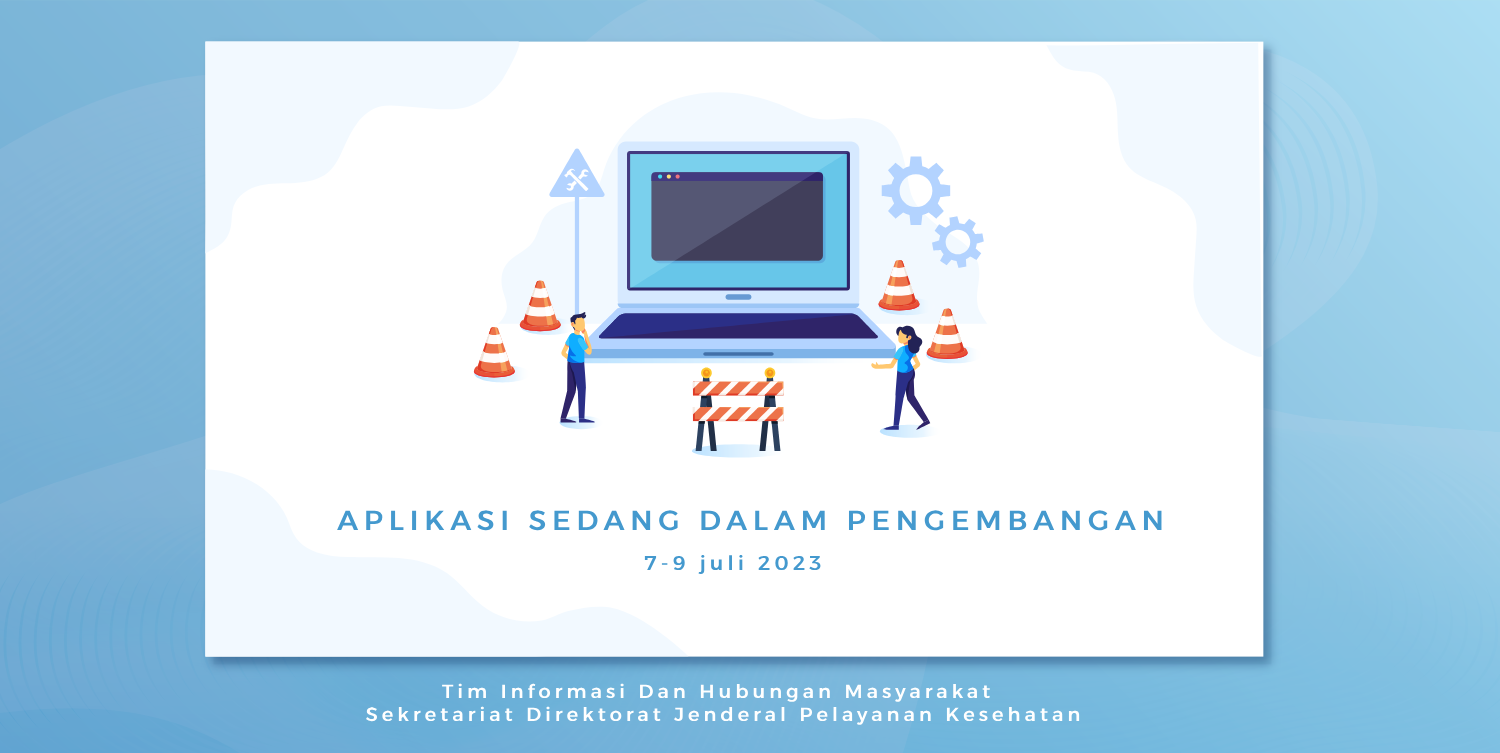 APLIKASI SEDANG DALAM PENGEMBANGAN
7-9 juli 2023
Tim Informasi Dan Hubungan Masyarakat
Sekretariat Direktorat Jenderal Pelayanan Kesehatan